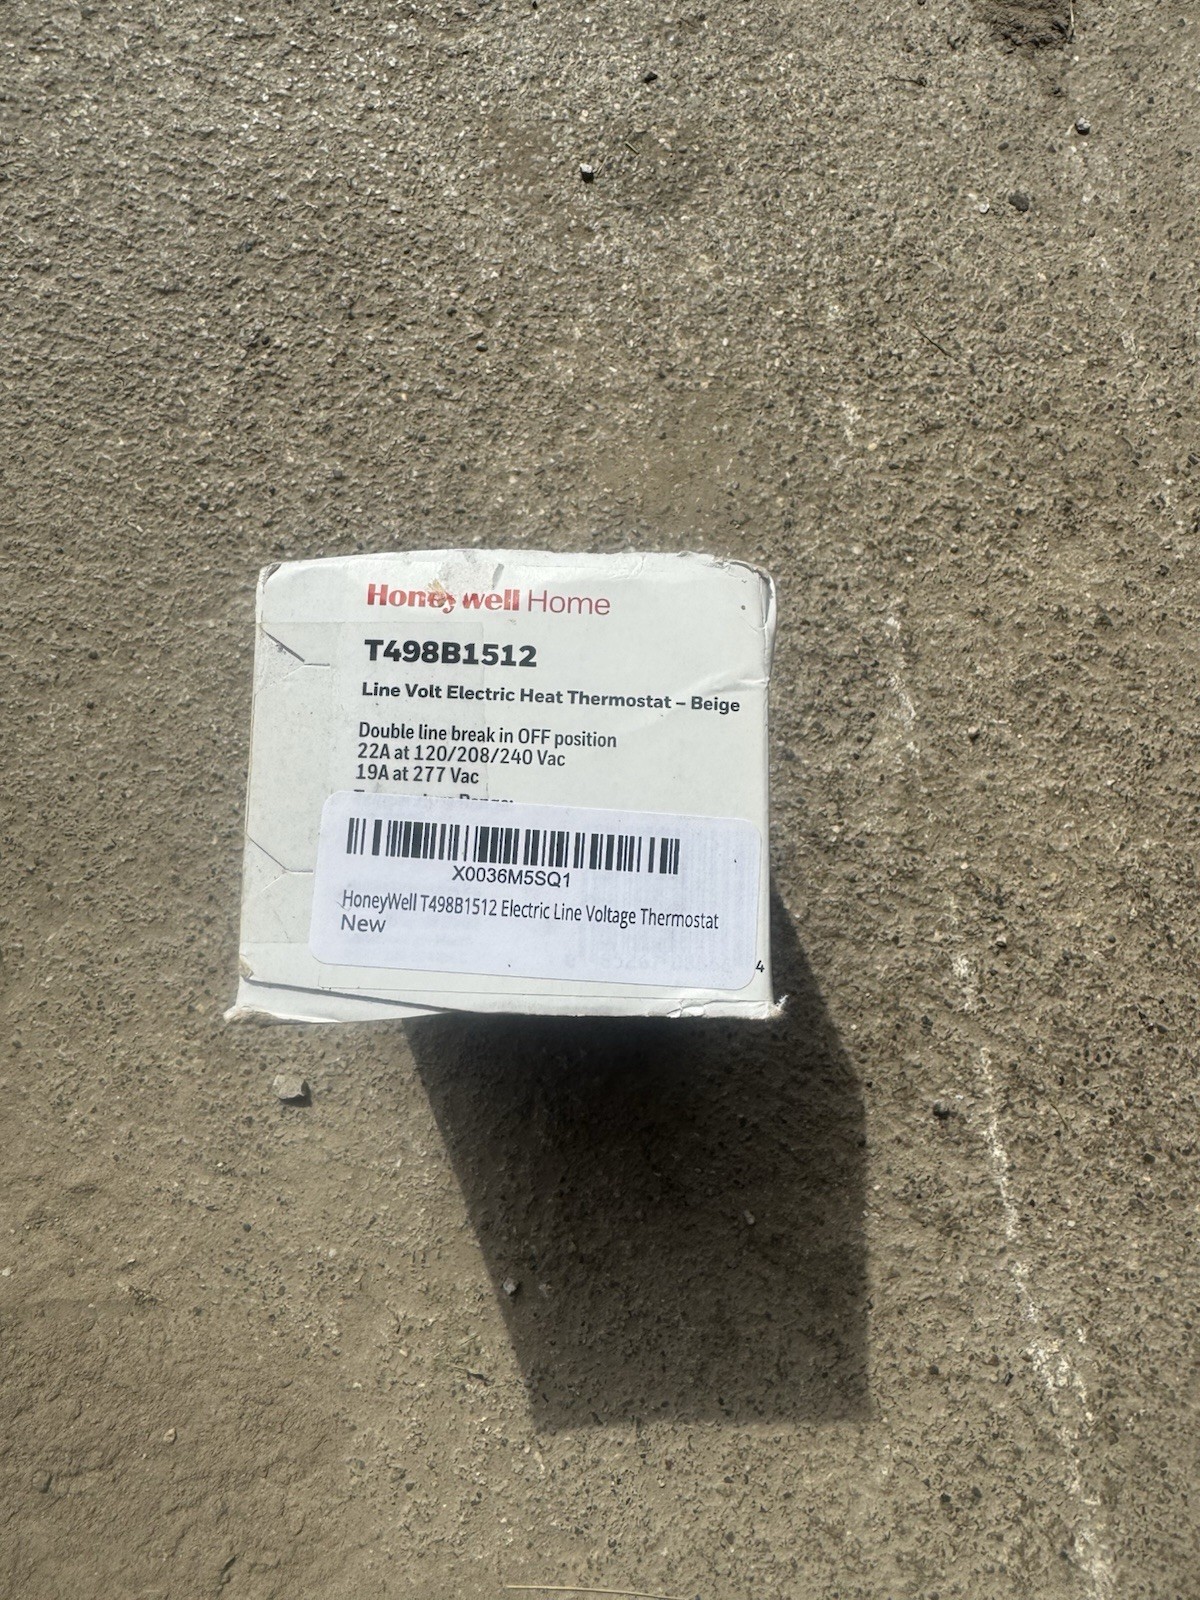 Honeywell Home
T498B1512
Line Volt Electric Heat Thermostat – Beige
Double line break in OFF position
22A at 120/208/240 Vac
19A at 277 Vac
X0036M5SQ1
HoneyWell T498B1512 Electric Line Voltage Thermostat
New
4